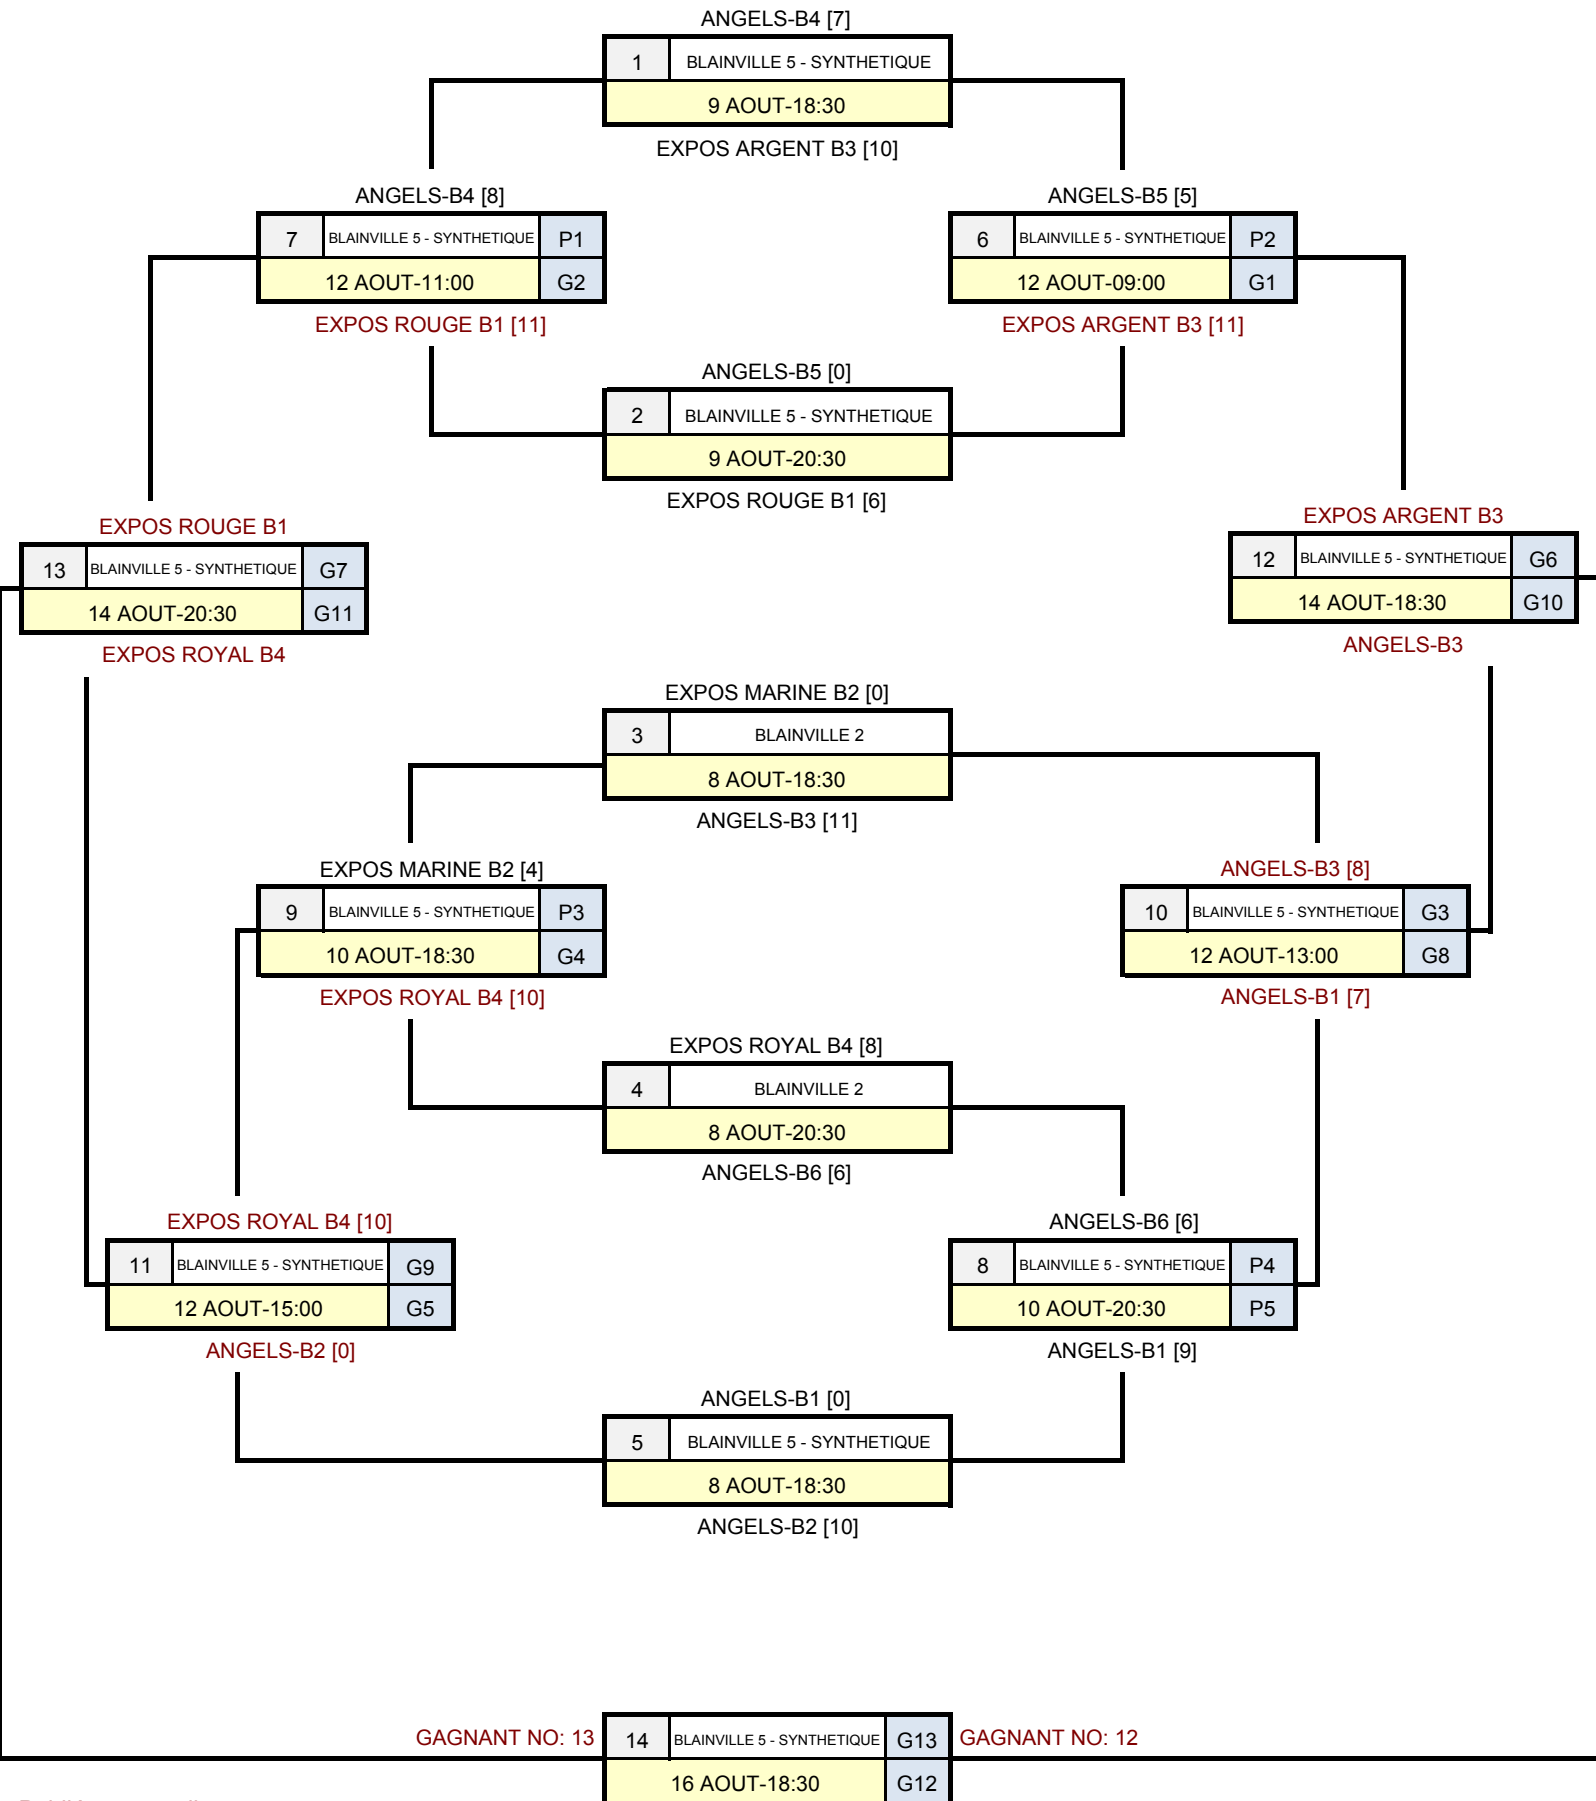 ANGELS-B4 [7]
1 BLAINVILLE 5 - SYNTHETIQUE
9 AOUT-18:30
EXPOS ARGENT B3 [10]
ANGELS-B4 [8]
7 BLAINVILLE 5 - SYNTHETIQUE P1
12 AOUT-11:00 G2
EXPOS ROUGE B1 [11]
ANGELS-B5 [5]
6 BLAINVILLE 5 - SYNTHETIQUE P2
12 AOUT-09:00 G1
EXPOS ARGENT B3 [11]
ANGELS-B5 [0]
2 BLAINVILLE 5 - SYNTHETIQUE
9 AOUT-20:30
EXPOS ROUGE B1 [6]
EXPOS ROUGE B1
13 BLAINVILLE 5 - SYNTHETIQUE G7
14 AOUT-20:30 G11
EXPOS ROYAL B4
EXPOS ARGENT B3
12 BLAINVILLE 5 - SYNTHETIQUE G6
14 AOUT-18:30 G10
ANGELS-B3
EXPOS MARINE B2 [0]
3 BLAINVILLE 2
8 AOUT-18:30
ANGELS-B3 [11]
EXPOS MARINE B2 [4]
9 BLAINVILLE 5 - SYNTHETIQUE P3
10 AOUT-18:30 G4
EXPOS ROYAL B4 [10]
ANGELS-B3 [8]
10 BLAINVILLE 5 - SYNTHETIQUE G3
12 AOUT-13:00 G8
ANGELS-B1 [7]
EXPOS ROYAL B4 [8]
4 BLAINVILLE 2
8 AOUT-20:30
ANGELS-B6 [6]
EXPOS ROYAL B4 [10]
11 BLAINVILLE 5 - SYNTHETIQUE G9
12 AOUT-15:00 G5
ANGELS-B2 [0]
ANGELS-B6 [6]
8 BLAINVILLE 5 - SYNTHETIQUE P4
10 AOUT-20:30 P5
ANGELS-B1 [9]
ANGELS-B1 [0]
5 BLAINVILLE 5 - SYNTHETIQUE
8 AOUT-18:30
ANGELS-B2 [10]
GAGNANT NO: 13 14 BLAINVILLE 5 - SYNTHETIQUE G13 GAGNANT NO: 12
16 AOUT-18:30 G12